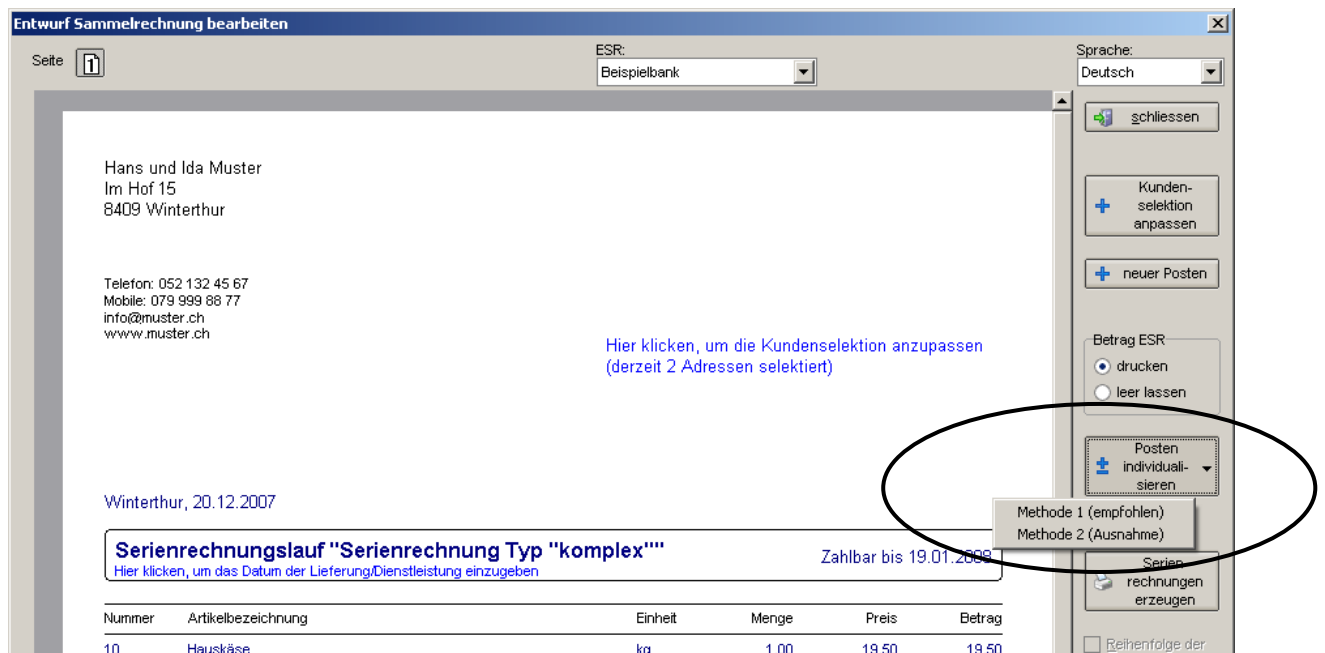 Entwurf Sammelrechnung bearbeiten
Seite
1
ESR:
Beispielbank
Sprache:
Deutsch
schliessen
Kunden-
selektion
anpassen
neuer Posten
Betrag ESR
drucken
leer lassen
Posten
individuali-
sieren
Methode 1 (empfohlen)
Methode 2 (Ausnahme)
Serien
rechnungen
erzeugen
Reihenfolge der
Hans und Ida Muster
Im Hof 15
8409 Winterthur
Telefon: 052 132 45 67
Mobile: 079 999 88 77
info@muster.ch
www.muster.ch
Hier klicken, um die Kundenselektion anzupassen
(derzeit 2 Adressen selektiert)
Winterthur, 20.12.2007
Serienrechnungslauf "Serienrechnung Typ "komplex""
Zahlbar bis 19.01.2008
Hier klicken, um das Datum der Lieferung/Dienstleistung einzugeben
Nummer Artikelbezeichnung Einheit Menge Preis Betrag
10 Hauskäse kg 1.00 19.50 19.50